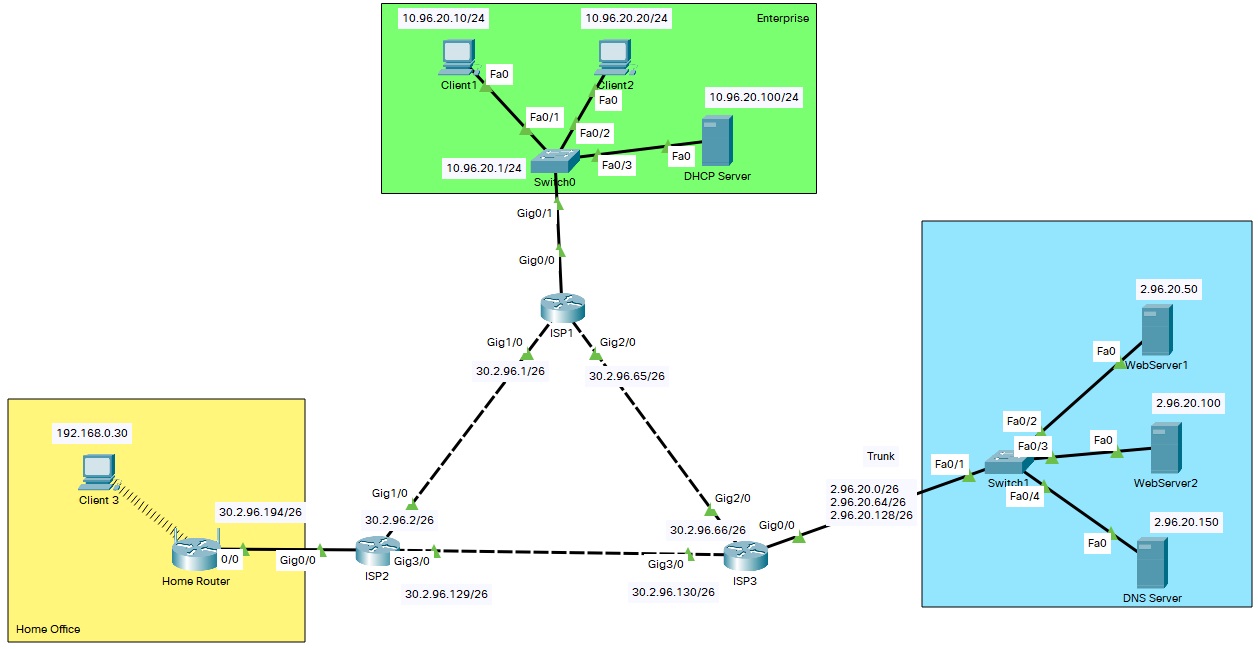 10.96.20.10/24
10.96.20.20/24
Enterprise
Client1
Fa0
Client2
Fa0
10.96.20.100/24
Fa0/1
Fa0/2
Fa0/3
Fa0
DHCP Server
10.96.20.1/24
Switch0
Gig0/1
Gig0/0
ISP1
Gig1/0
Gig2/0
30.2.96.1/26
30.2.96.65/26
192.168.0.30
Client 3
30.2.96.194/26
0/0
Home Router
Home Office
Gig1/0
30.2.96.2/26
Gig0/0
ISP2
Gig3/0
30.2.96.129/26
Gig2/0
30.2.96.66/26
Gig0/0
Gig3/0
ISP3
30.2.96.130/26
Trunk
2.96.20.0/26
2.96.20.64/26
2.96.20.128/26
Fa0/1
Switch1
Fa0/2
Fa0/3
Fa0/4
2.96.20.50
Fa0
WebServer1
2.96.20.100
Fa0
WebServer2
2.96.20.150
Fa0
DNS Server